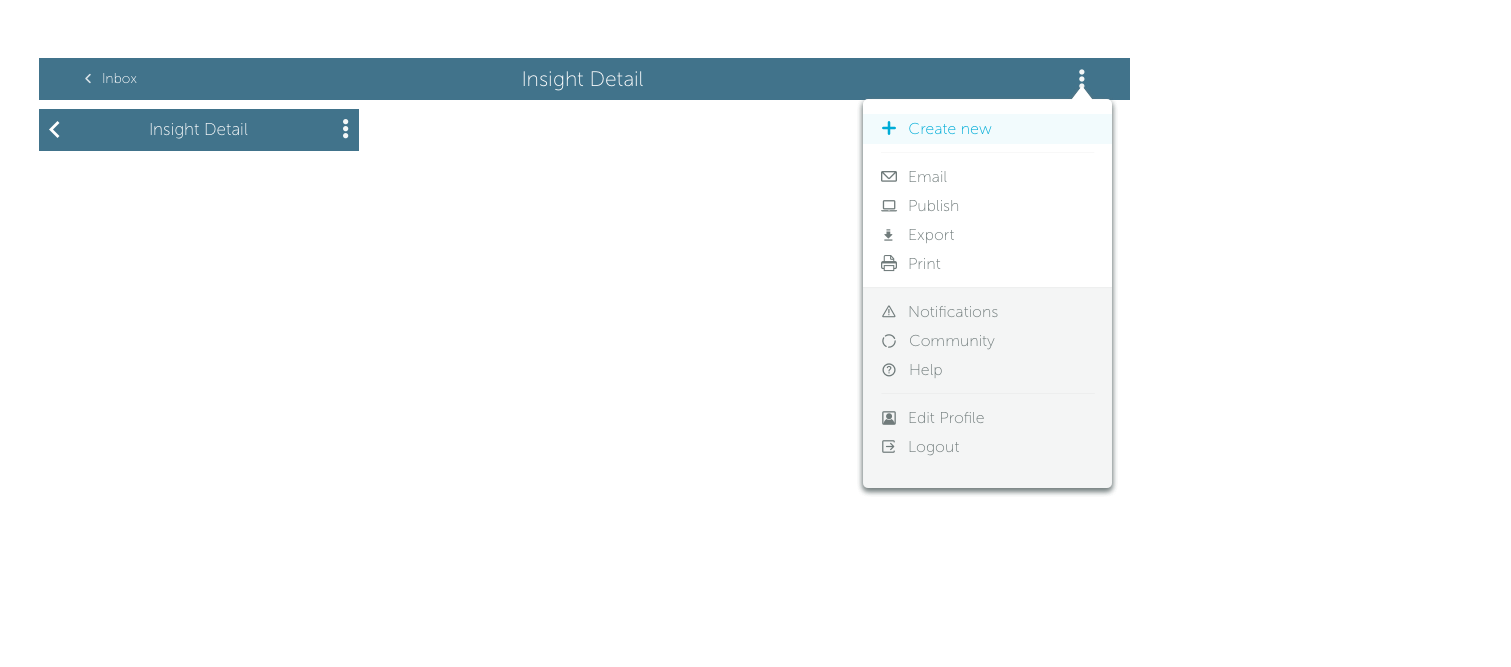 Inbox
Insight Detail
Insight Detail
Create new
Email
Publish
Export
Print
Notifications
Community
Help
Edit Profile
Logout